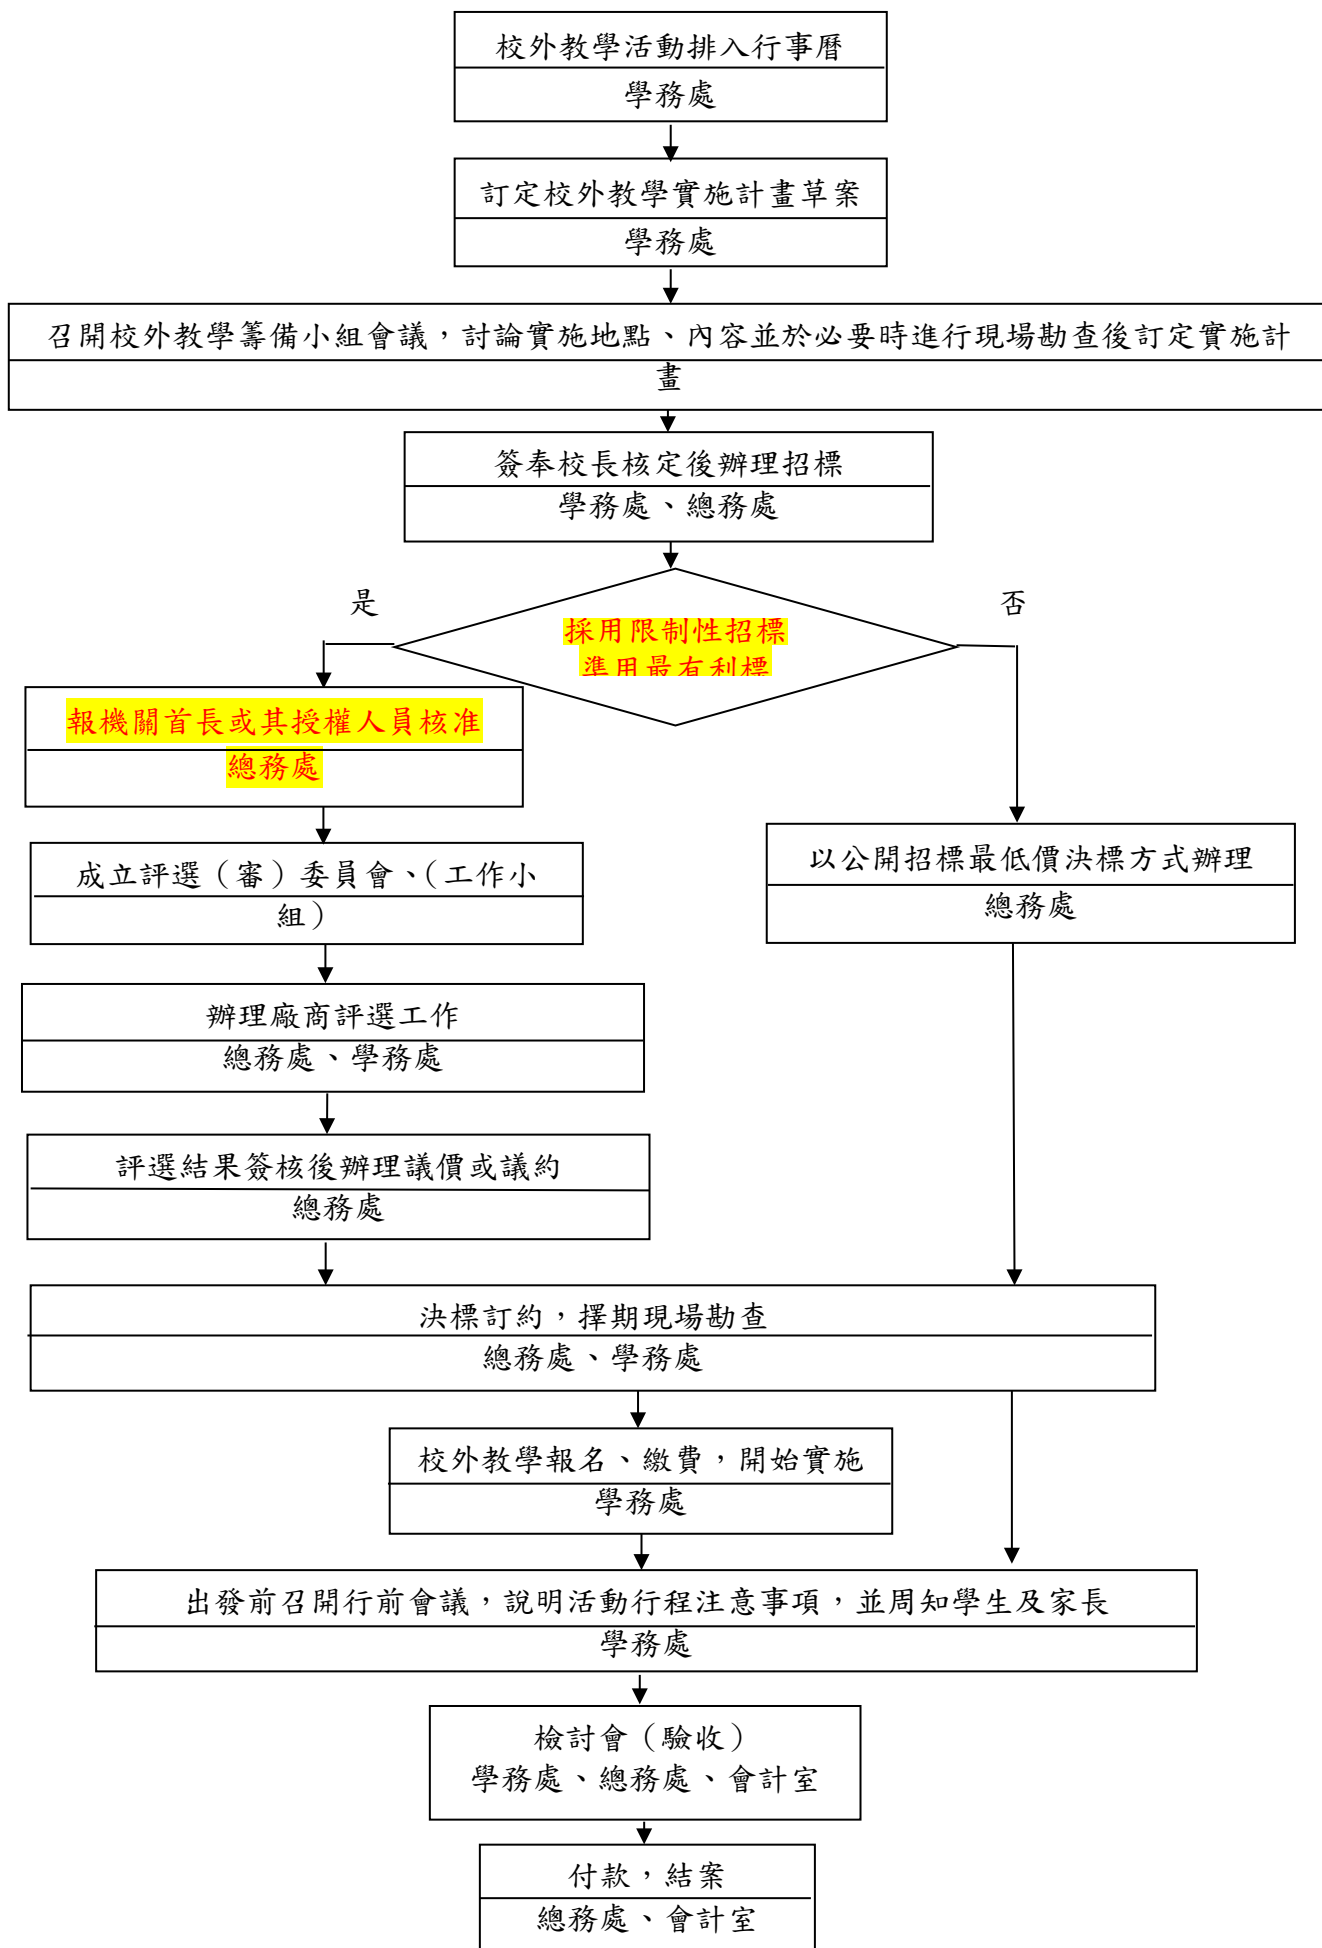 校外教學活動排入行事曆
學務處
訂定校外教學實施計畫草案
學務處
召開校外教學籌備小組會議，討論實施地點、內容並於必要時進行現場勘查後訂定實施計
畫
簽奉校長核定後辦理招標
學務處、總務處
是
否
採用限制性招標
準用最有利標
報機關首長或其授權人員核准
總務處
成立評選（審）委員會、（工作小
組）
以公開招標最低價決標方式辦理
總務處
辦理廠商評選工作
總務處、學務處
評選結果簽核後辦理議價或議約
總務處
決標訂約，擇期現場勘查
總務處、學務處
校外教學報名、繳費，開始實施
學務處
出發前召開行前會議，說明活動行程注意事項，並周知學生及家長
學務處
檢討會（驗收）
學務處、總務處、會計室
付款，結案
總務處、會計室